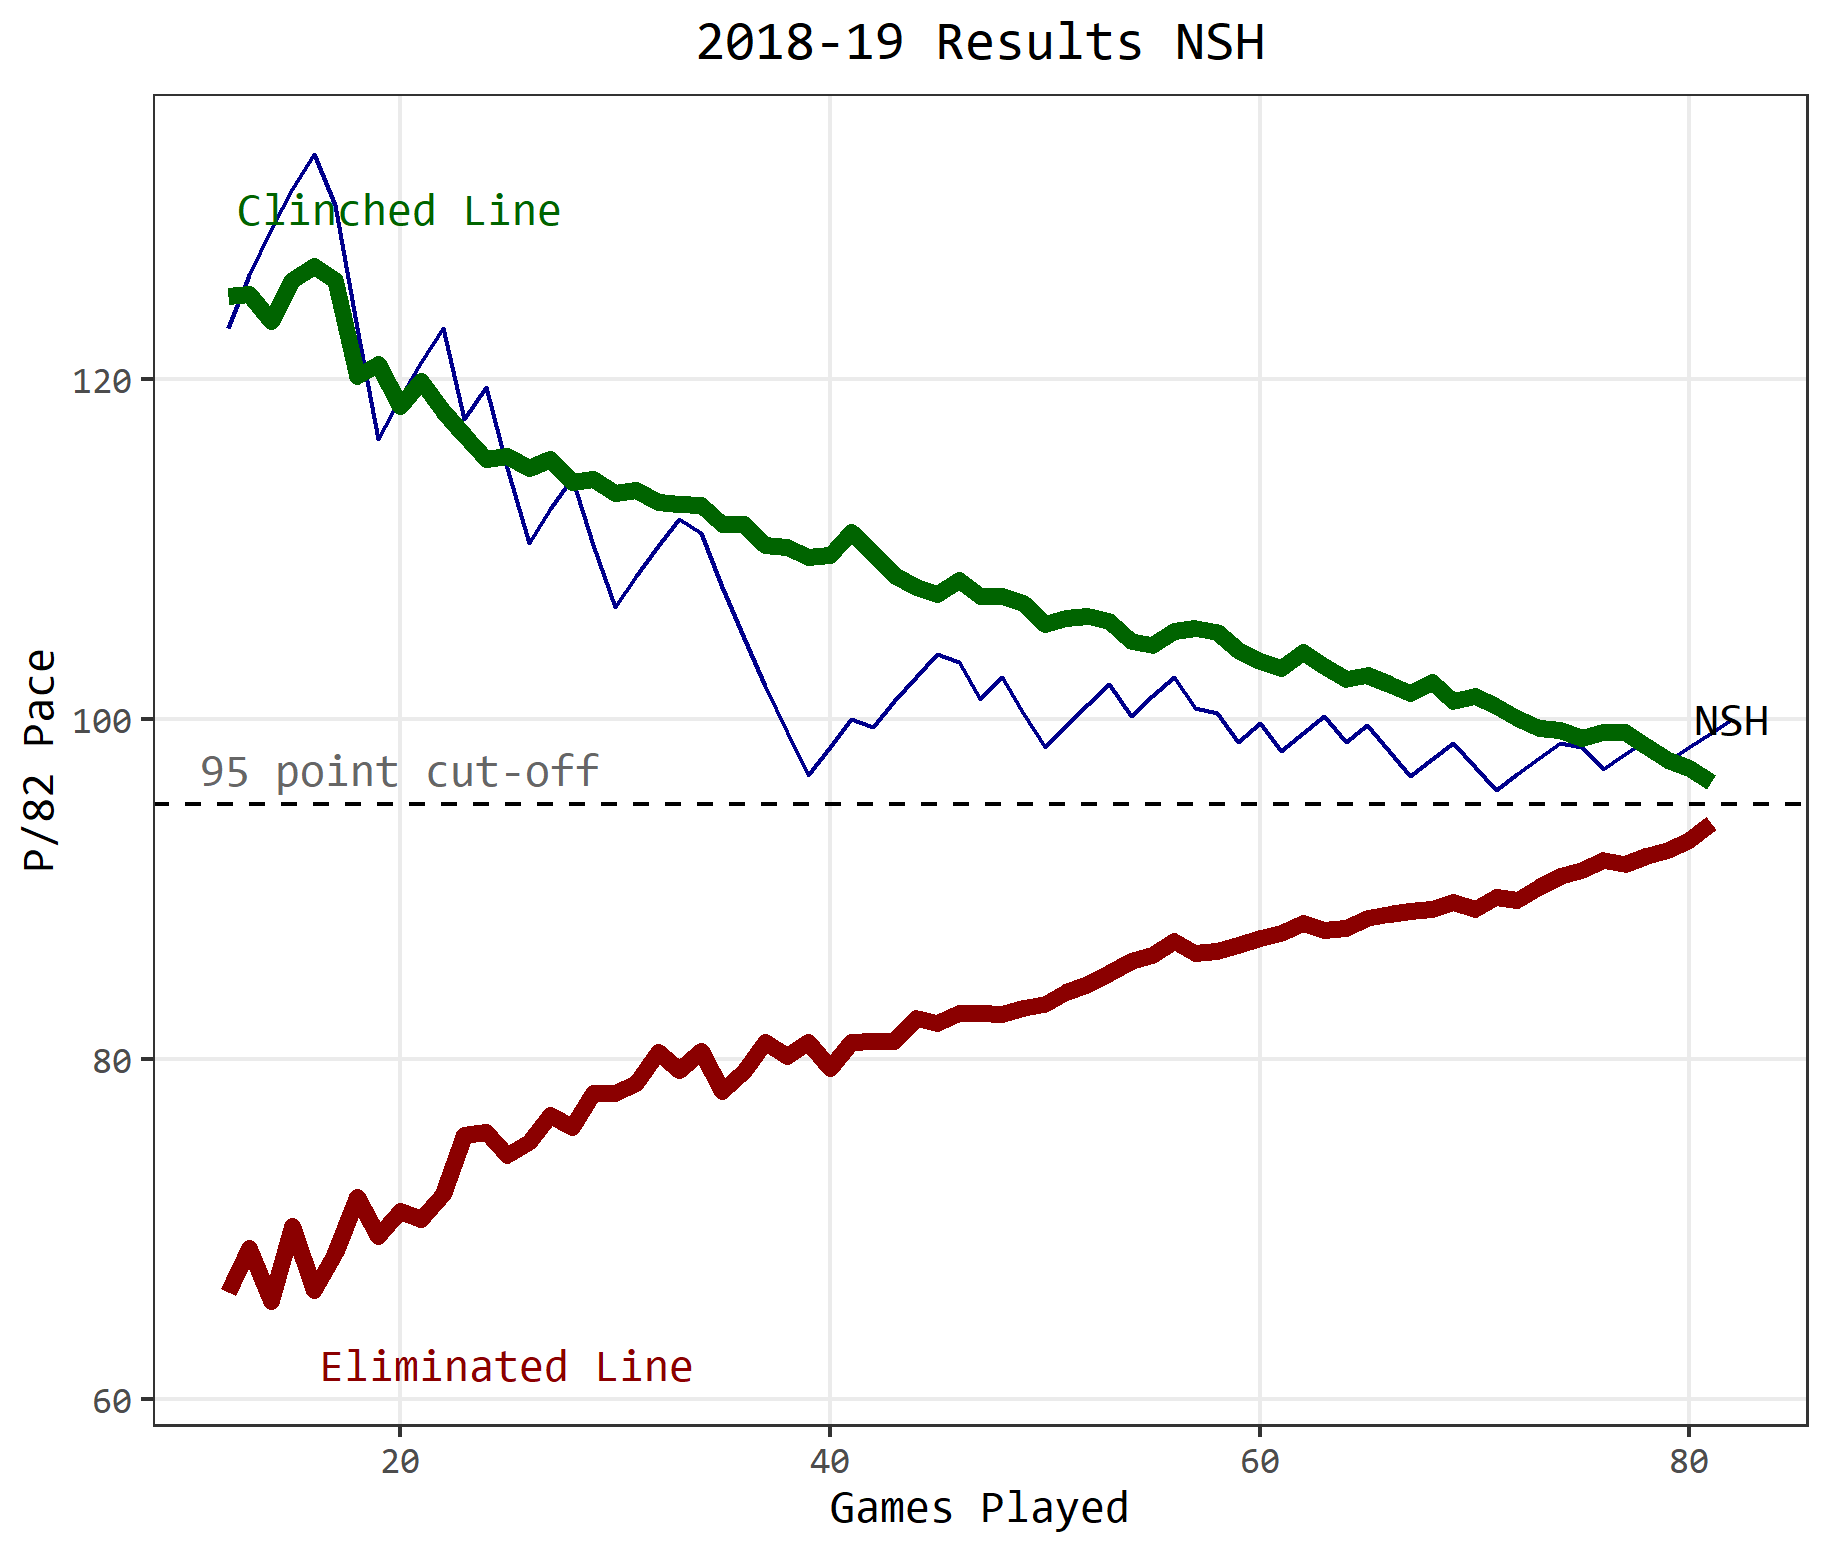 2018-19 Results NSH
Clinched Line
120
100
NSH
95 point cut-off
P/82 Pace
80
Eliminated Line
60
20 40 60 80
Games Played